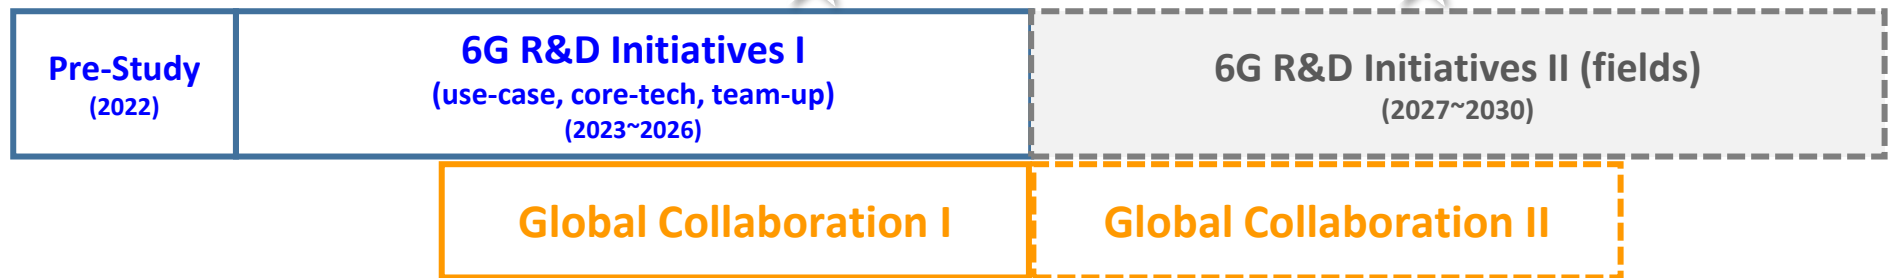 Pre-Study
(2022)
6G R&D Initiatives I
(use-case, core-tech, team-up)
(2023~2026)
6G R&D Initiatives II (fields)
(2027~2030)
Global Collaboration I
Global Collaboration II